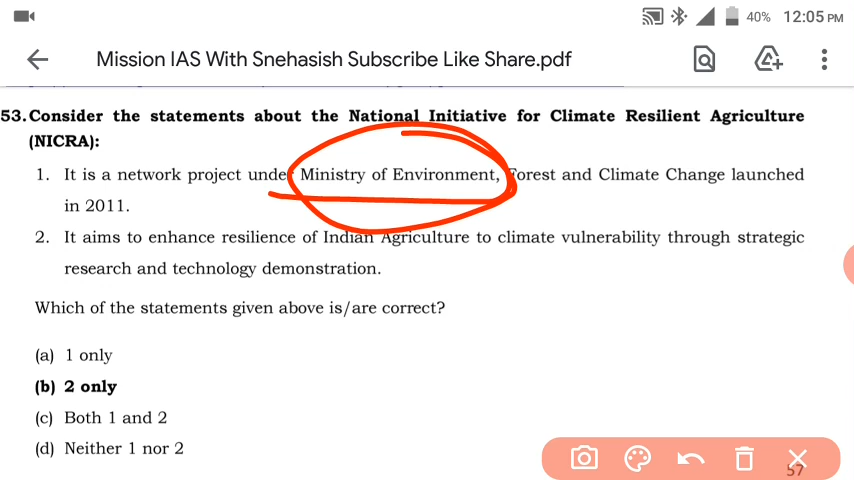 40% 12:05 PM
Mission IAS With Snehasish Subscribe Like Share.pdf
53. Consider the statements about the National Initiative for Climate Resilient Agriculture
(NICRA):
1. It is a network project under Ministry of Environment, Forest and Climate Change launched
in 2011.
2. It aims to enhance resilience of Indian Agriculture to climate vulnerability through strategic
research and technology demonstration.
Which of the statements given above is/are correct?
(a) 1 only
(b) 2 only
(c) Both 1 and 2
(d) Neither 1 nor 2
57